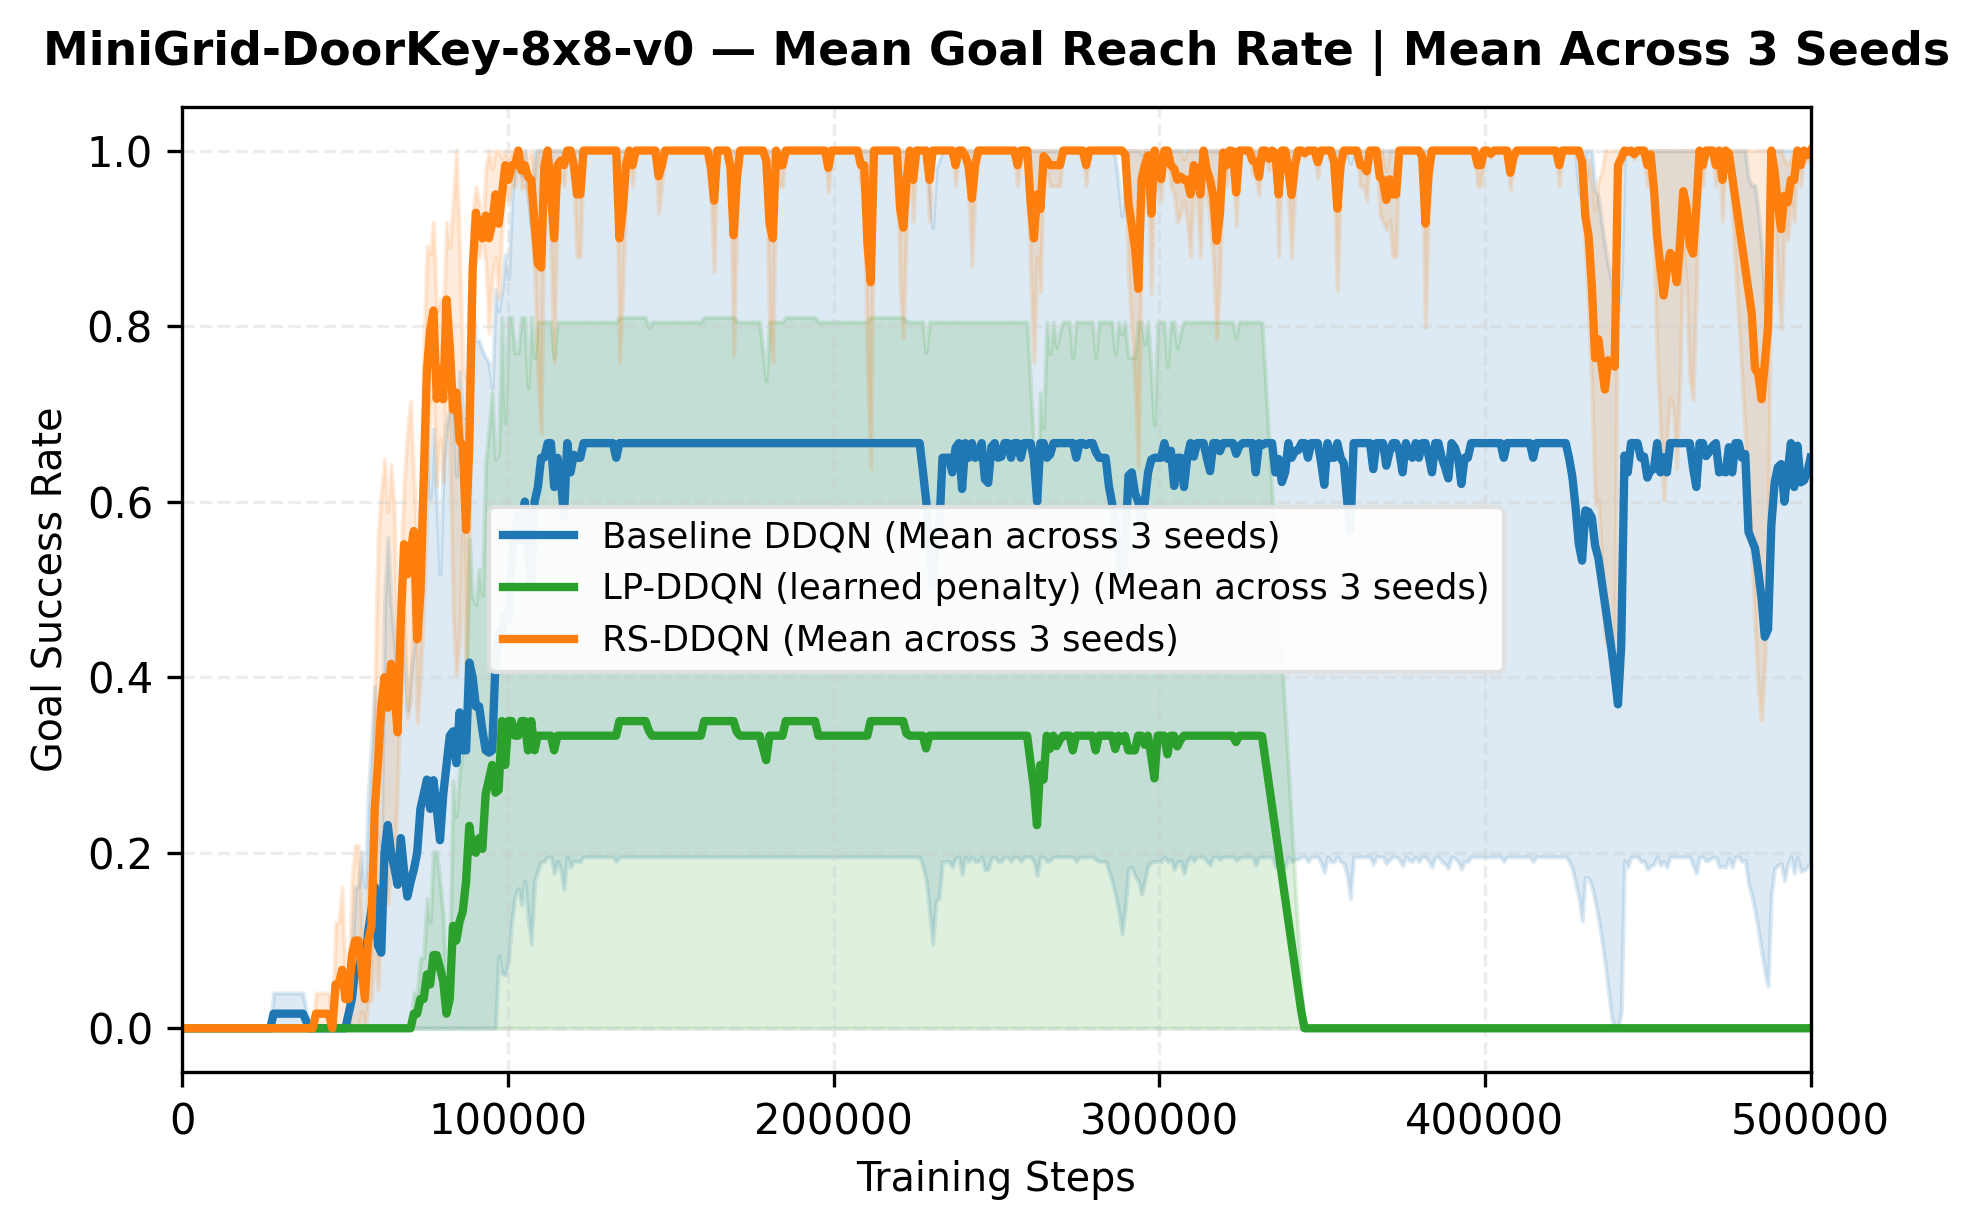 MiniGrid-DoorKey-8x8-v0 — Mean Goal Reach Rate | Mean Across 3 Seeds
Goal Success Rate
1.0
0.8
0.6
0.4
0.2
0.0
Baseline DDQN (Mean across 3 seeds)
LP-DDQN (learned penalty) (Mean across 3 seeds)
RS-DDQN (Mean across 3 seeds)
0 100000 200000 300000 400000 500000
Training Steps